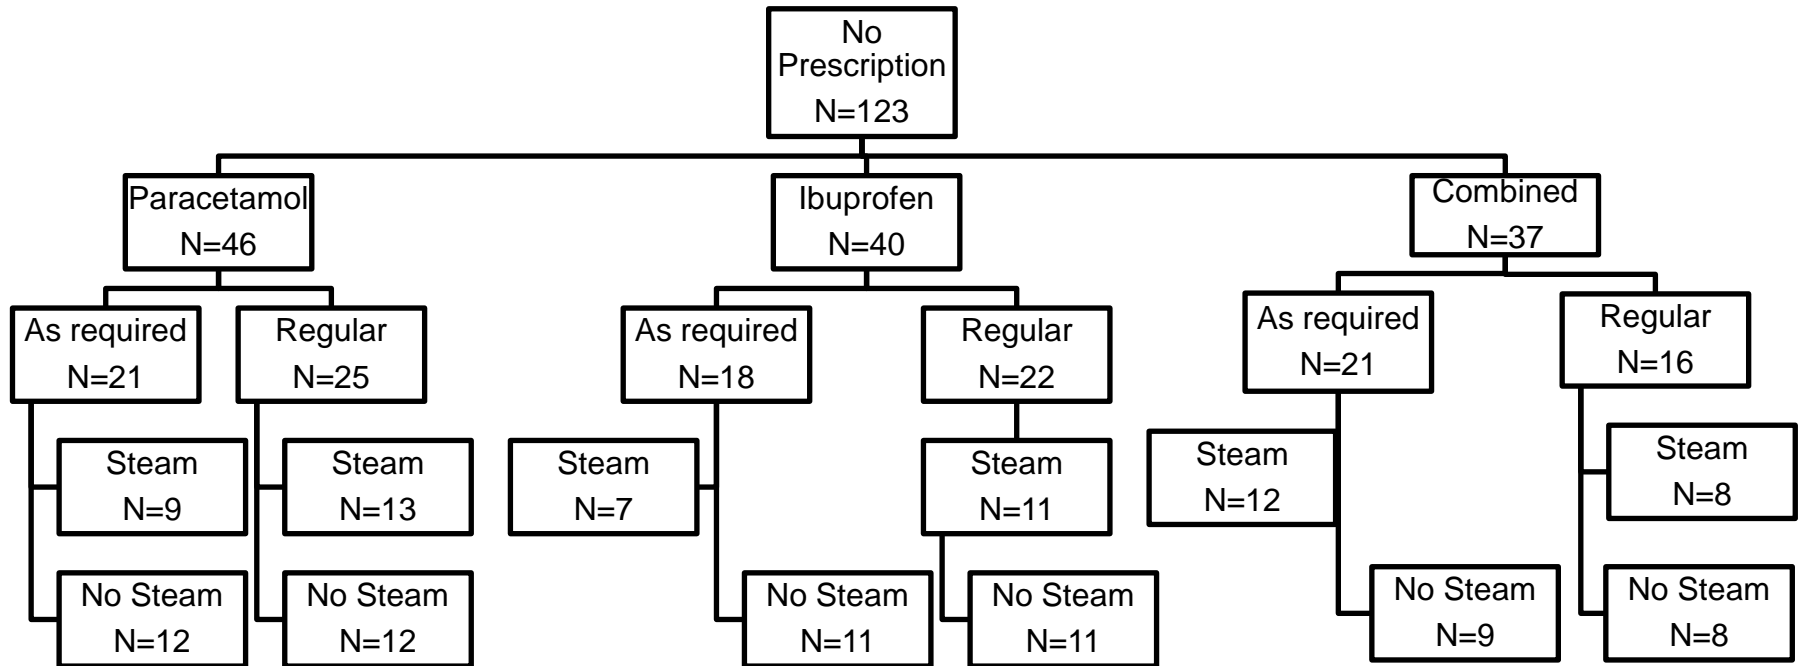 No
Prescription
N=123
Paracetamol
N=46
Ibuprofen
N=40
Combined
N=37
As required
N=21
Regular
N=25
As required
N=18
Regular
N=22
As required
N=21
Regular
N=16
Steam
N=9
Steam
N=13
Steam
N=7
Steam
N=11
Steam
N=12
Steam
N=8
No Steam
N=12
No Steam
N=12
No Steam
N=11
No Steam
N=11
No Steam
N=9
No Steam
N=8